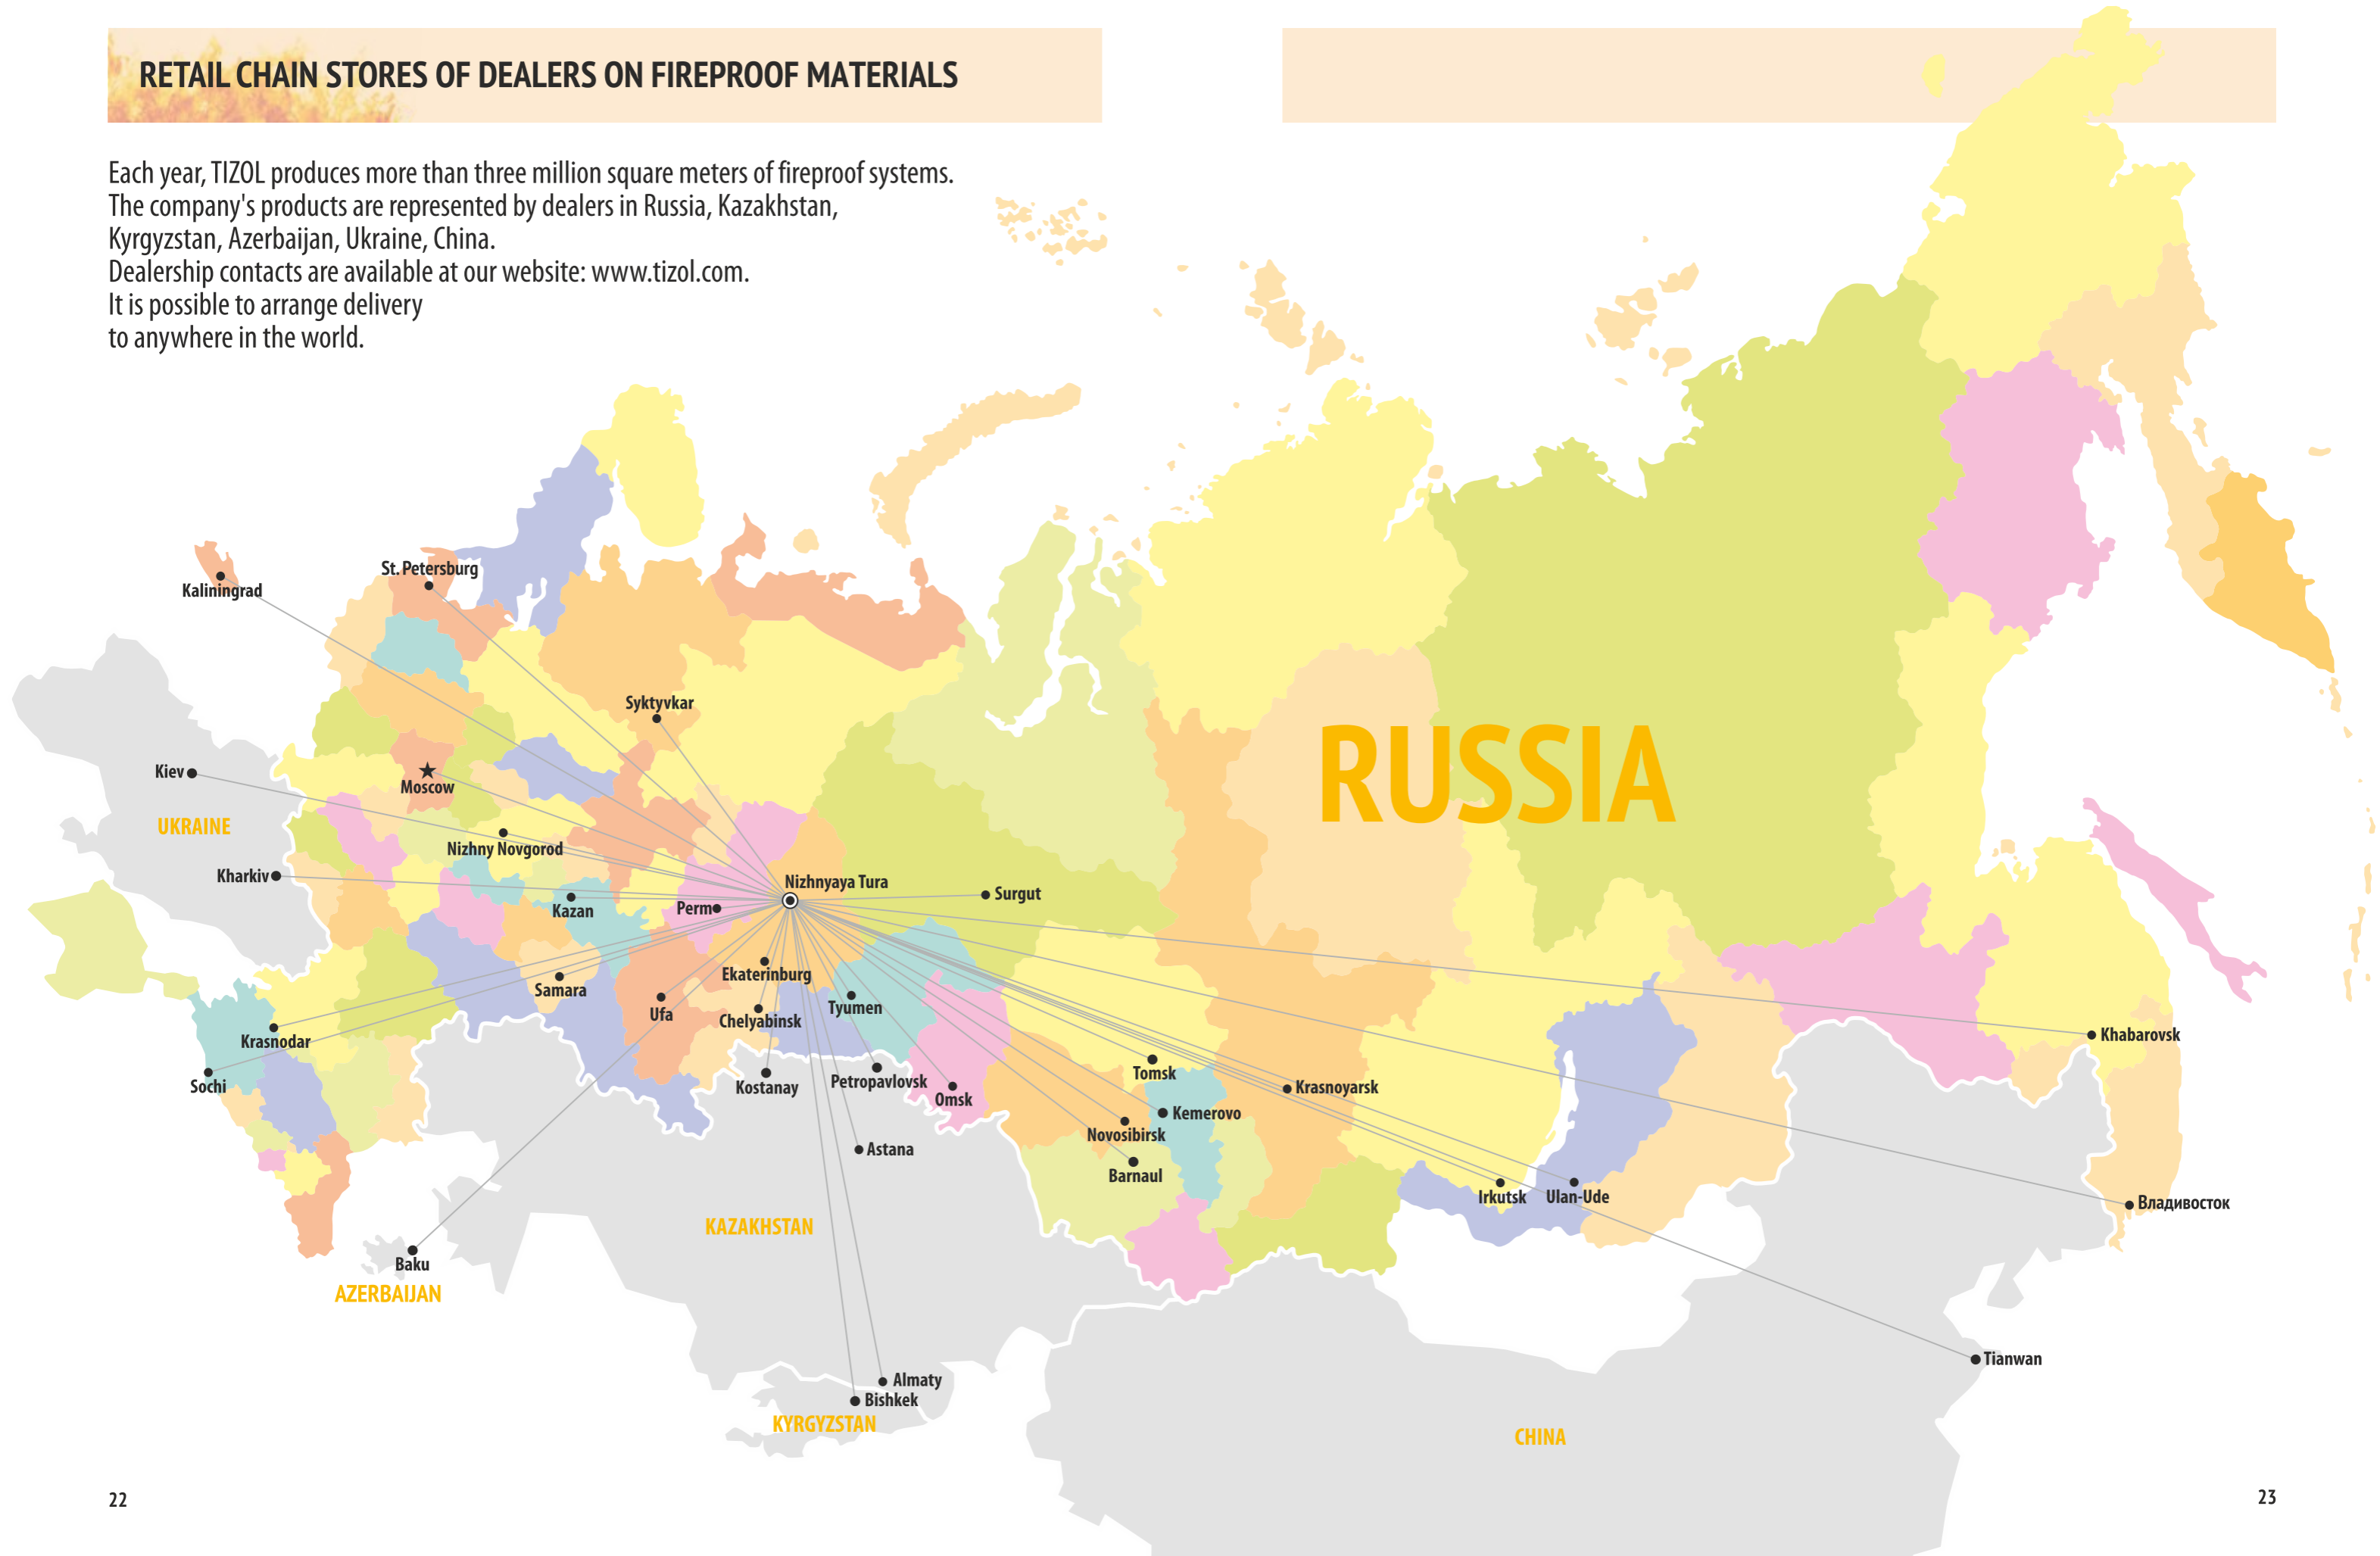 RETAIL CHAIN STORES OF DEALERS ON FIREPROOF MATERIALS
Each year, TIZOL produces more than three million square meters of fireproof systems.
The company's products are represented by dealers in Russia, Kazakhstan,
Kyrgyzstan, Azerbaijan, Ukraine, China.
Dealership contacts are available at our website: www.tizol.com.
It is possible to arrange delivery
to anywhere in the world.
St. Petersburg
Kaliningrad
Syktyvkar
RUSSIA
Kiev
Moscow
UKRAINE
Nizhny Novgorod
Kharkiv
Nizhnyaya Tura
Surgut
Kazan
Perm
Ekaterinburg
Samara
Tyumen
Ufa
Chelyabinsk
Khabarovsk
Krasnodar
Tomsk
Sochi
Kostanay
Petropavlovsk
Krasnoyarsk
Omsk
Kemerovo
Novosibirsk
Astana
Barnaul
Irkutsk
Ulan-Ude
Владивосток
KAZAKHSTAN
Baku
AZERBAIJAN
Tianwan
Almaty
Bishkek
KYRGYZSTAN
CHINA
22
23